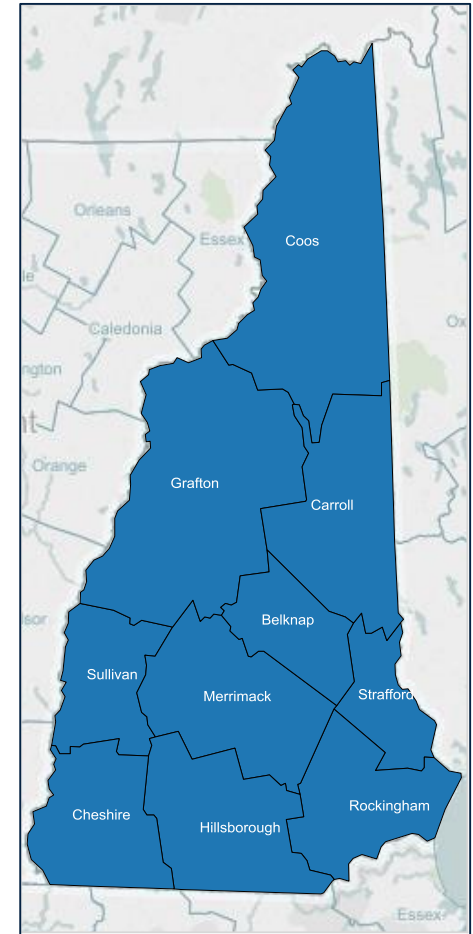 Orleans
Essex
Coos
Caledonia
Grafton
Orange
Carroll
Belknap
Sullivan
Merrimack
Strafford
Cheshire
Hillsborough
Rockingham
Essex